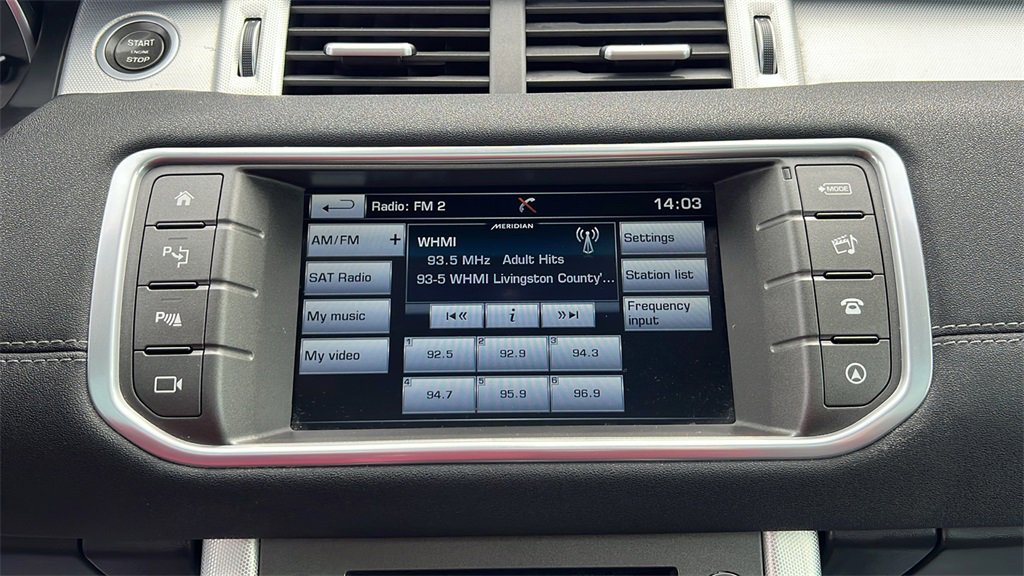 START
ENGINE
STOP
MODE
Radio: FM 2
14:03
MERIDIAN
AM/FM +
WHMI
Settings
93.5 MHz Adult Hits
SAT Radio
93-5 WHMI Livingston County'...
Station list
My music
i
Frequency
input
My video
1 92.5
2 92.9
3 94.3
4 94.7
5 95.9
6 96.9
P
P